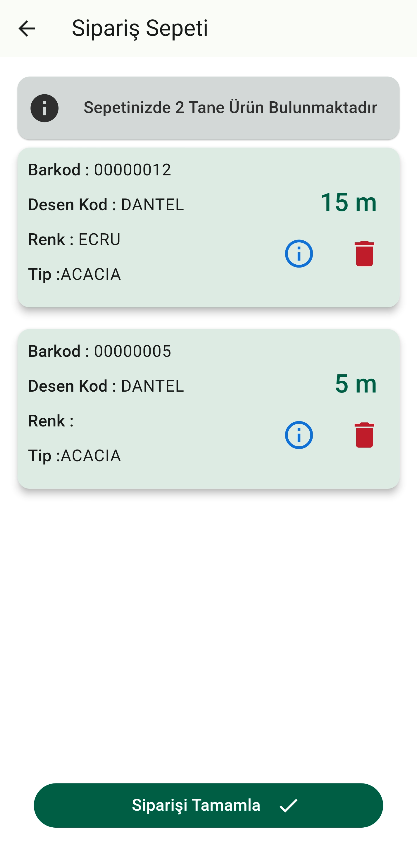 Sipariş Sepeti
Sepetinizde 2 Tane Ürün Bulunmaktadır
Barkod : 00000012
Desen Kod : DANTEL
15 m
Renk : ECRU
Tip :ACACIA
Barkod : 00000005
Desen Kod : DANTEL
5 m
Renk :
Tip :ACACIA
Siparişi Tamamla